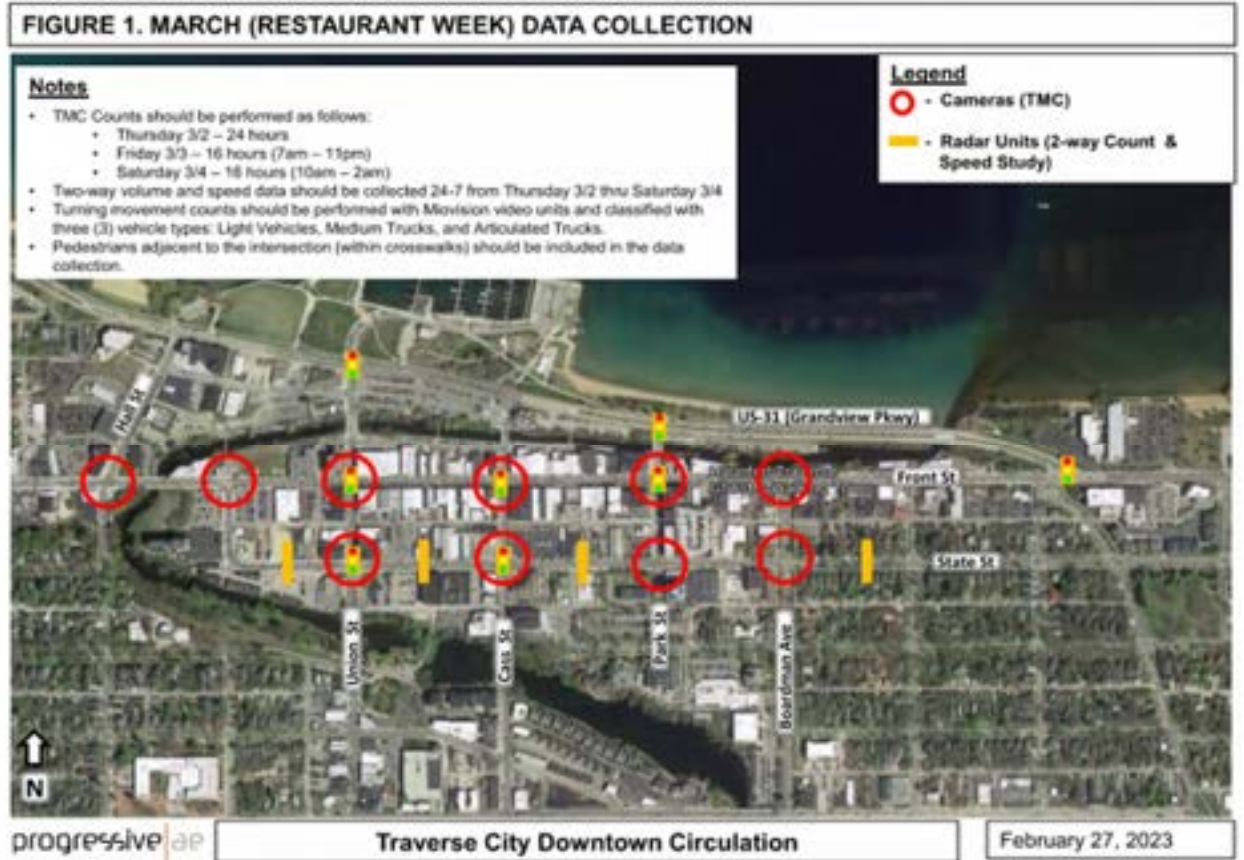 FIGURE 1. MARCH (RESTAURANT WEEK) DATA COLLECTION
Notes
• TMC Counts should be performed as follows:
• Thursday 3/2 – 24 hours
• Friday 3/3 – 16 hours (7am – 11pm)
• Saturday 3/4 – 16 hours (10am – 2am)
• Two-way volume and speed data should be collected 24-7 from Thursday 3/2 thru Saturday 3/4
• Turning movement counts should be performed with Miovision video units and classified with
three (3) vehicle types: Light Vehicles, Medium Trucks, and Articulated Trucks.
• Pedestrians adjacent to the intersection (within crosswalks) should be included in the data
collection.
Legend
- Cameras (TMC)
- Radar Units (2-way Count &
Speed Study)
Hall St
US-31 (Grandview Pkwy)
Front St
State St
Union St
Cass St
Park St
Boardman Ave
N
progressive ae
Traverse City Downtown Circulation
February 27, 2023